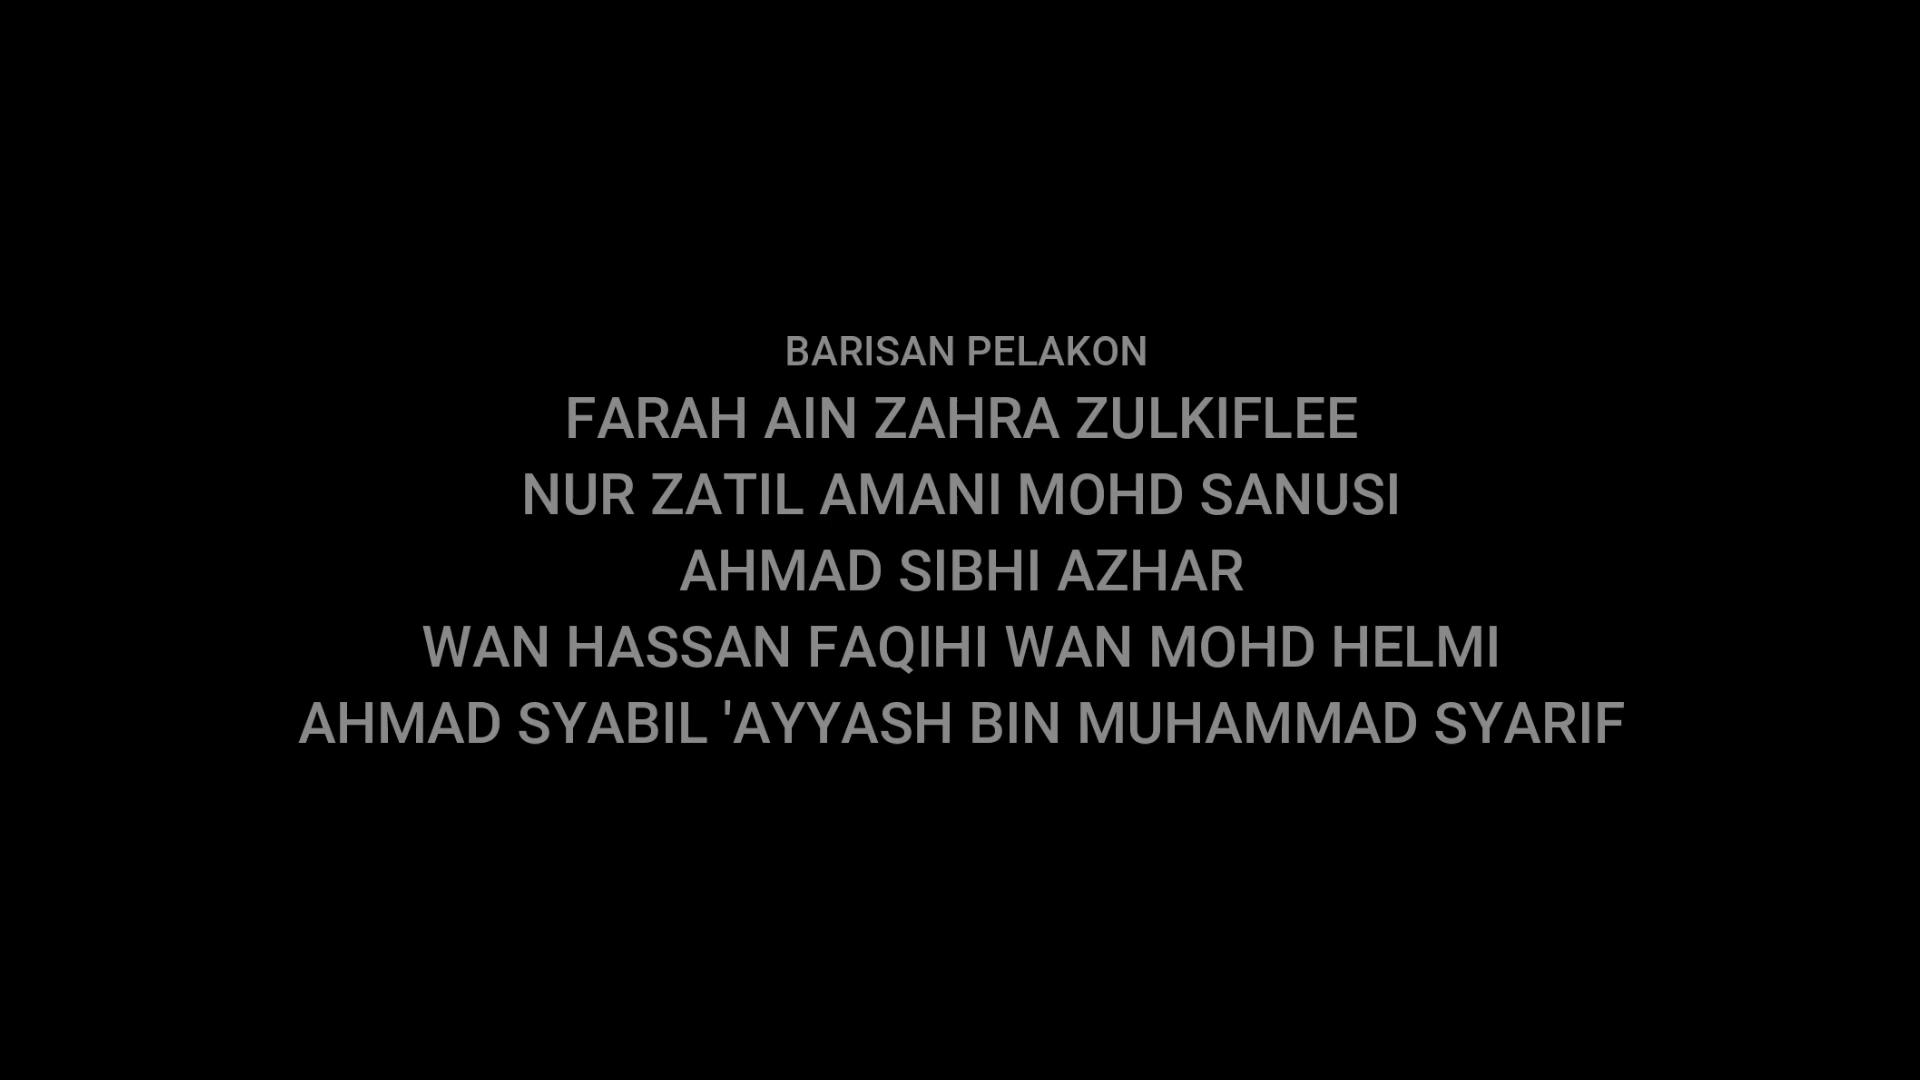 BARISAN PELAKON
FARAH AIN ZAHRA ZULKIFLEE
NUR ZATIL AMANI MOHD SANUSI
AHMAD SIBHI AZHAR
WAN HASSAN FAQIHI WAN MOHD HELMI
AHMAD SYABIL 'AYYASH BIN MUHAMMAD SYARIF